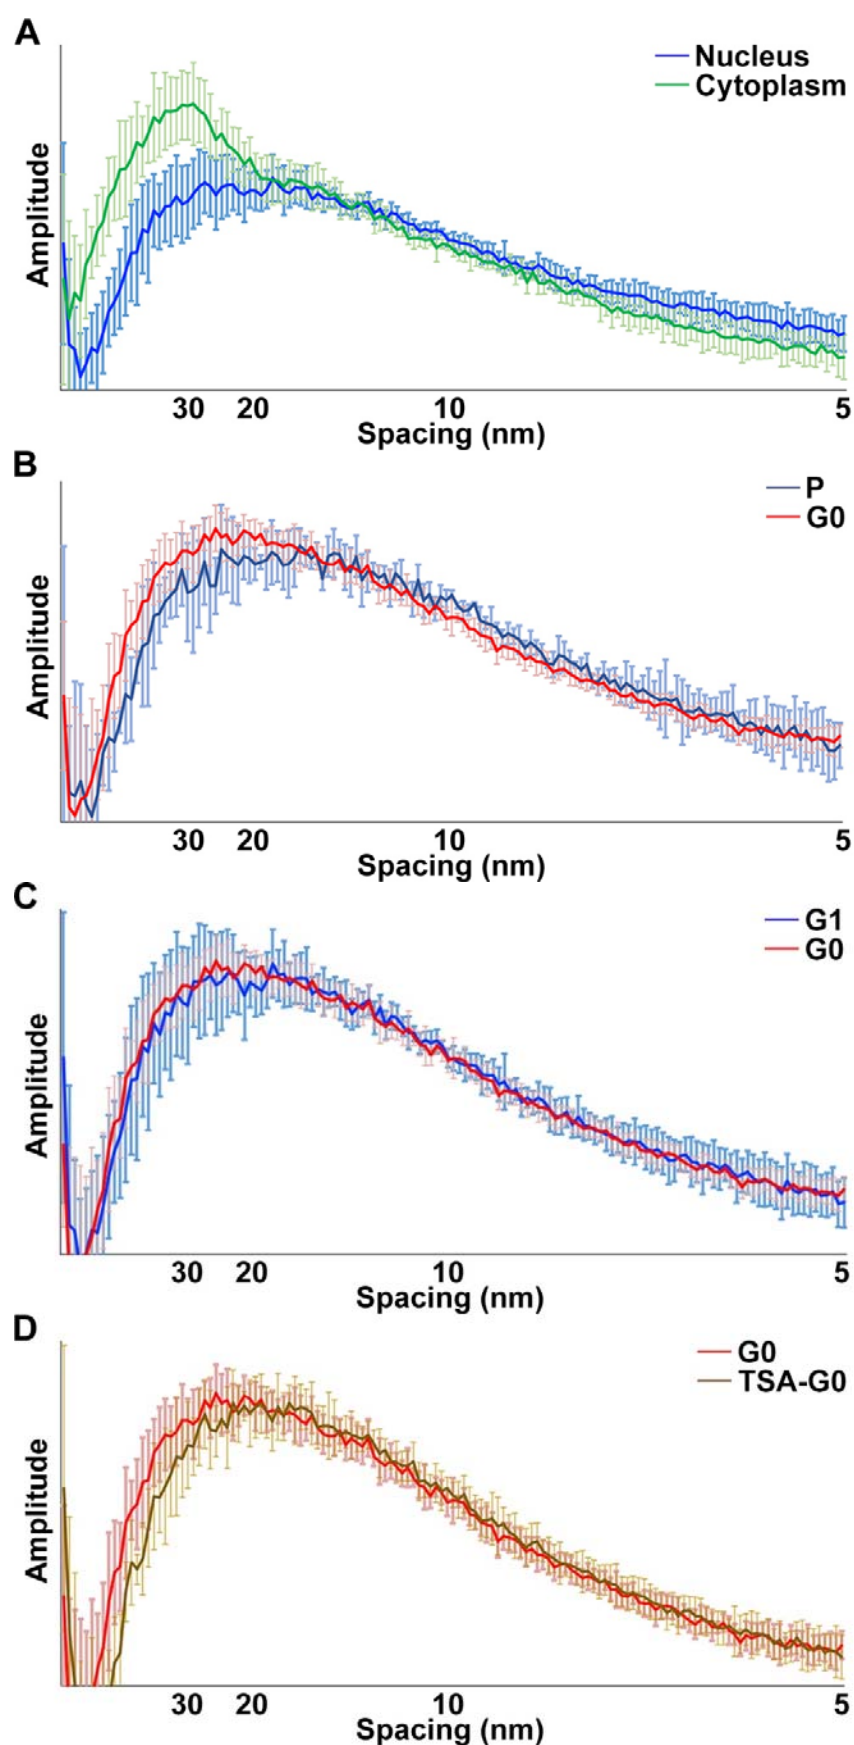 A
Nucleus
Cytoplasm
Amplitude
30 20 10 5
Spacing (nm)
B
P
G0
Amplitude
30 20 10 5
Spacing (nm)
C
G1
G0
Amplitude
30 20 10 5
Spacing (nm)
D
G0
TSA-G0
Amplitude
30 20 10 5
Spacing (nm)